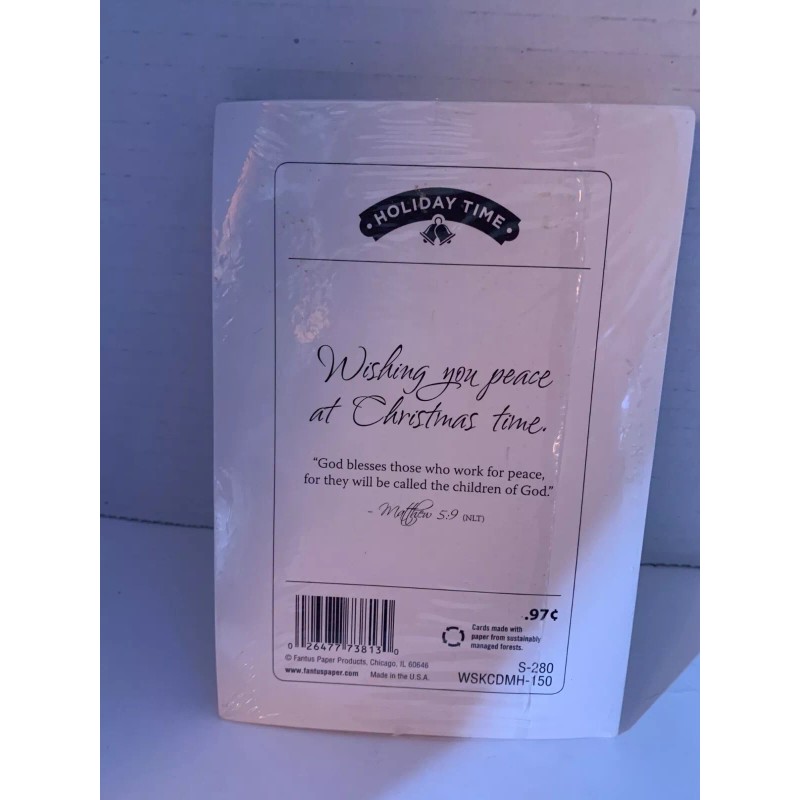 ·HOLIDAY TIME·
Wishing you peace
at Christmas time.
“God blesses those who work for peace,
for they will be called the children of God.”
~ Matthew 5:9 (NLT)
.97¢
Cards made with
paper from sustainably
managed forests.
0 26477 73813 0
© Fantus Paper Products, Chicago, IL 60646
www.fantuspaper.com Made in the U.S.A.
S-280
WSKCDMH-150